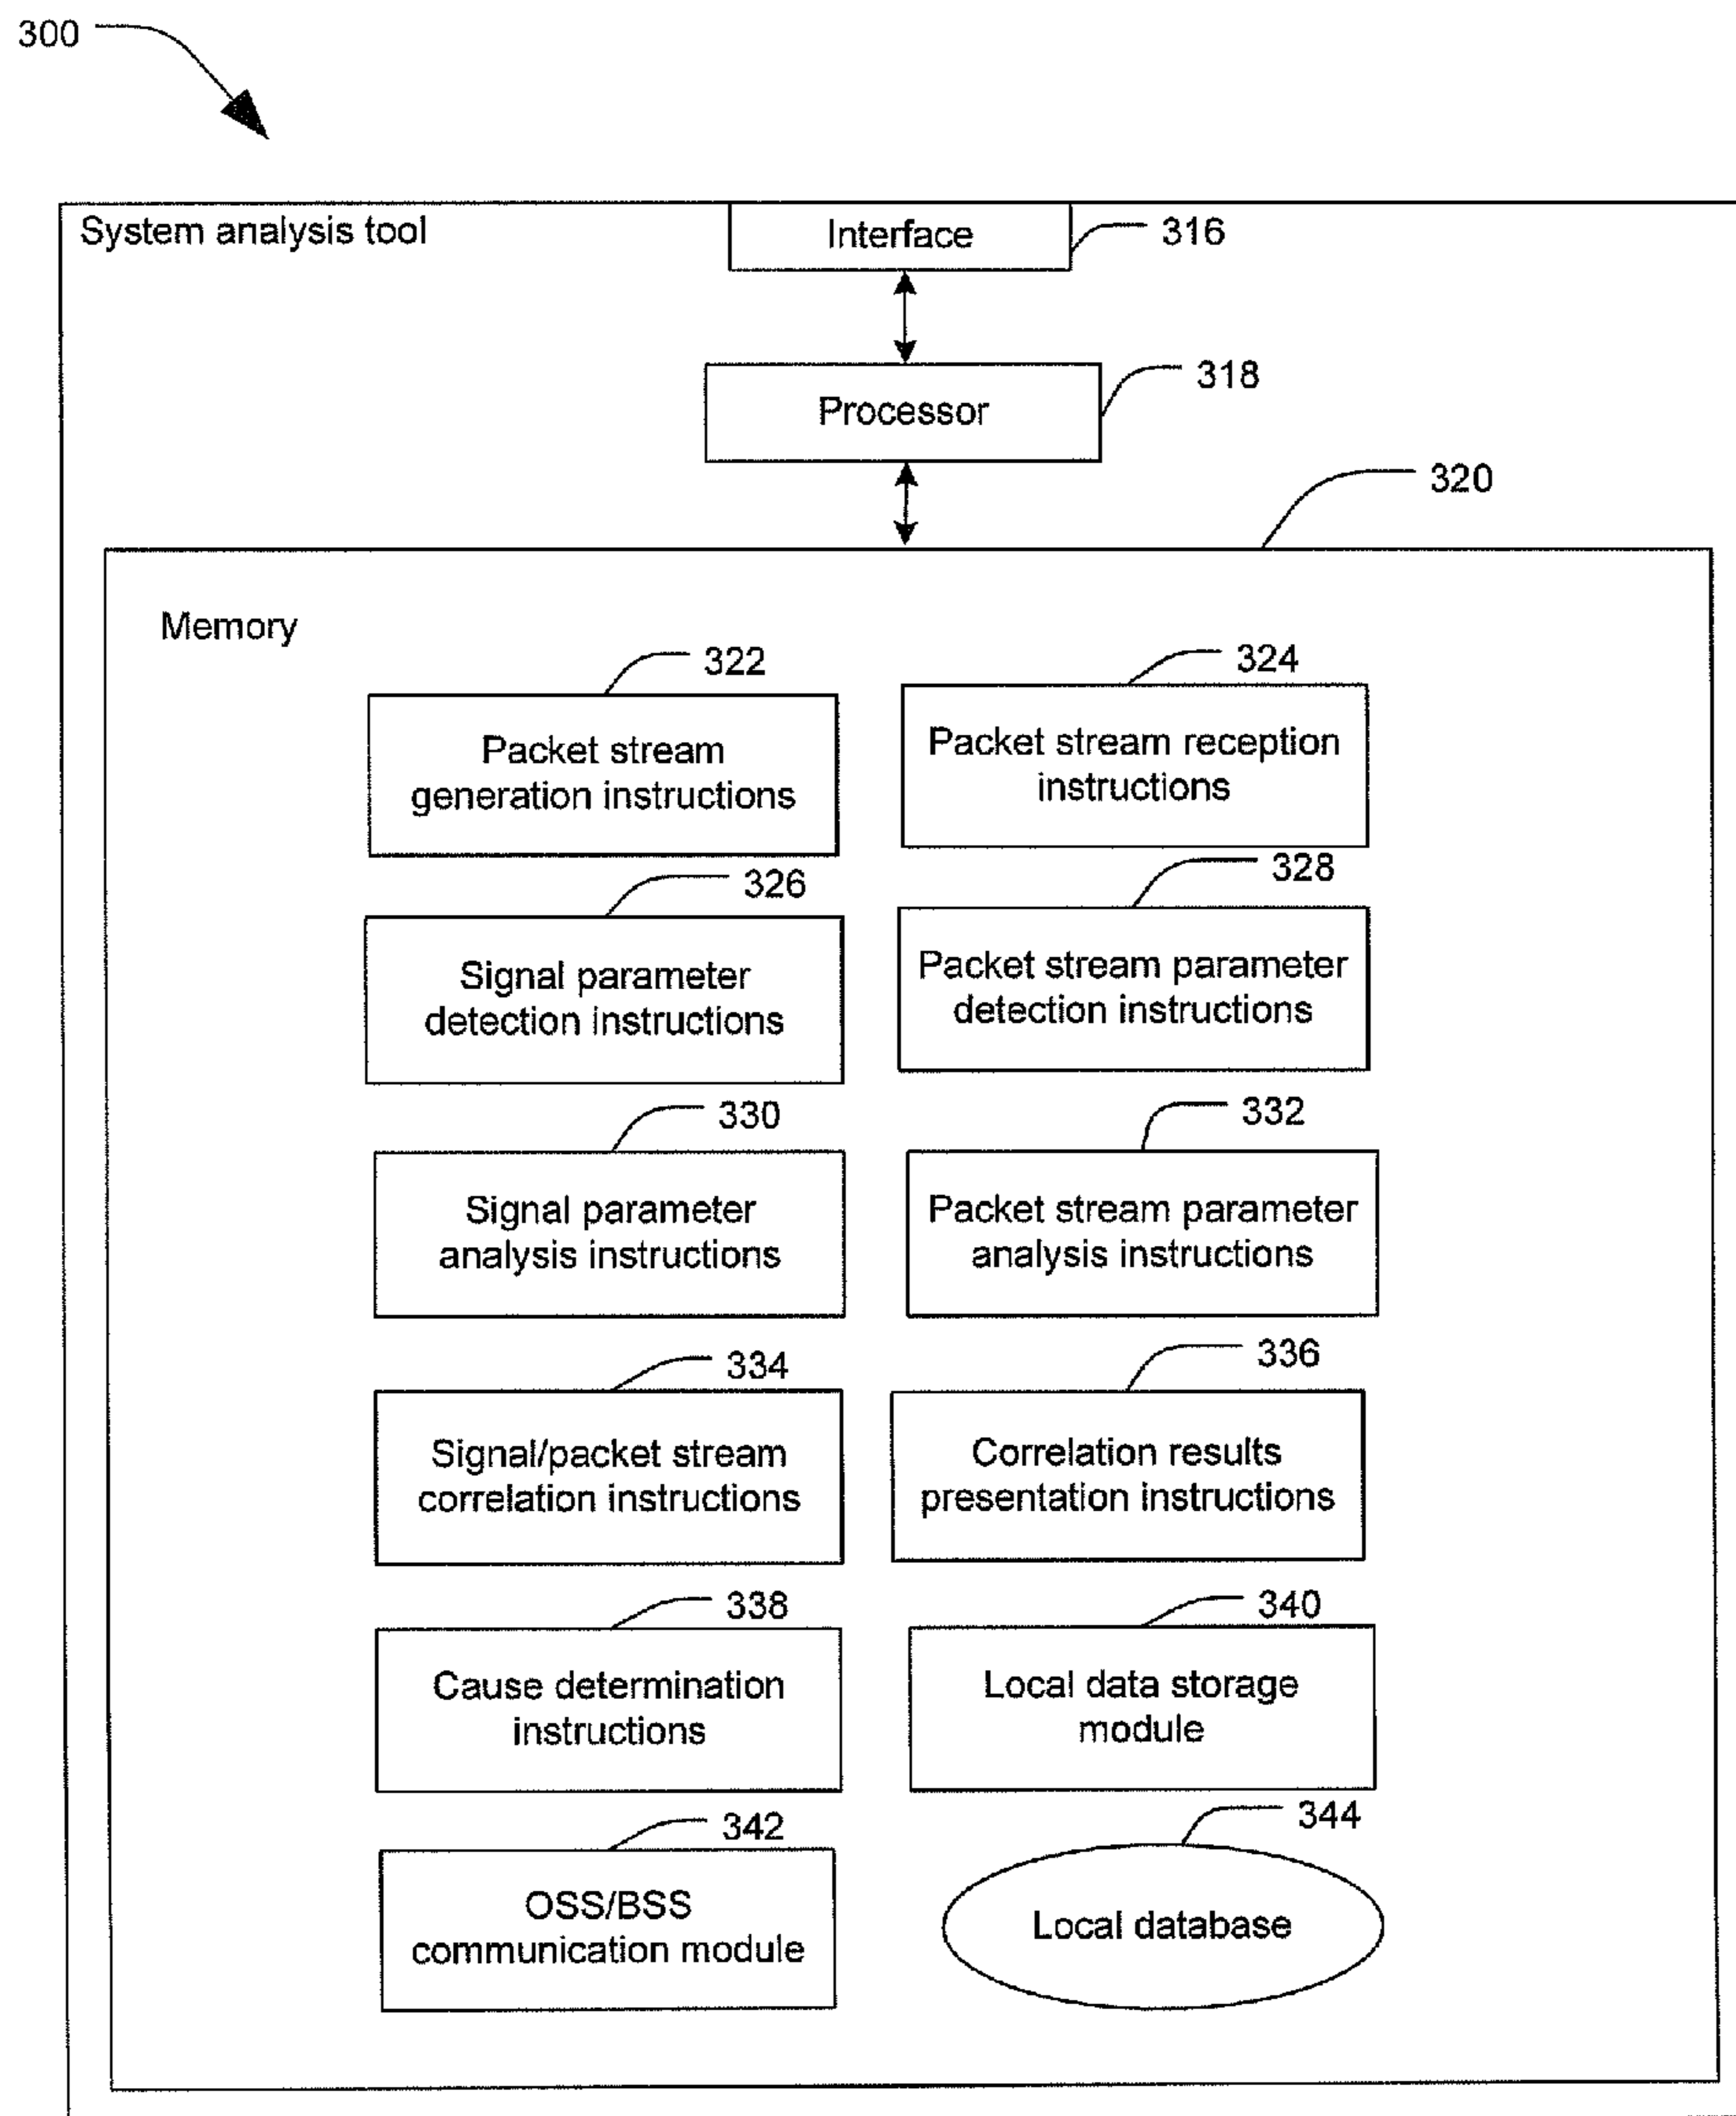 300
System analysis tool
Interface
316
Processor
318
320
Memory
322
Packet stream
generation instructions
324
Packet stream reception
instructions
326
Signal parameter
detection instructions
328
Packet stream parameter
detection instructions
330
Signal parameter
analysis instructions
332
Packet stream parameter
analysis instructions
334
Signal/packet stream
correlation instructions
336
Correlation results
presentation instructions
338
Cause determination
instructions
340
Local data storage
module
342
OSS/BSS
communication module
344
Local database